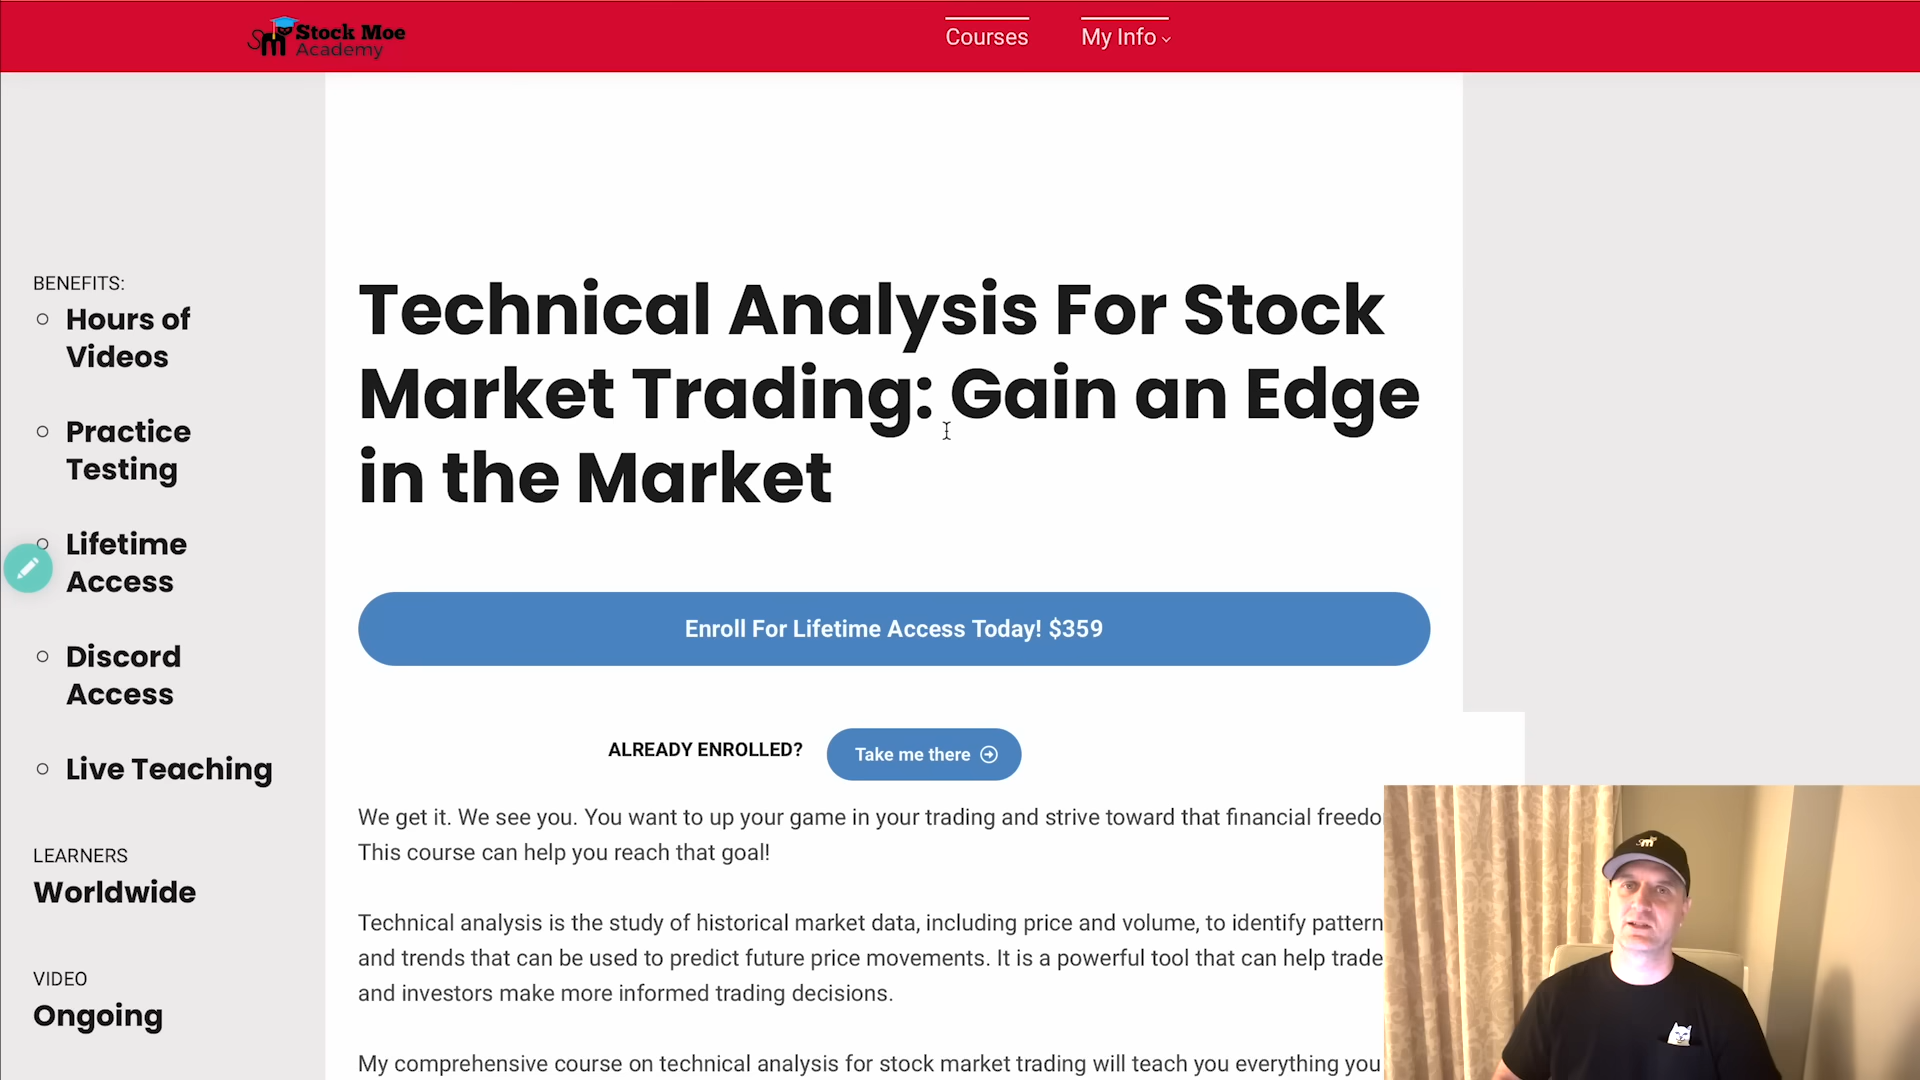 Stock Moe
Academy
Courses
My Info
BENEFITS:
Hours of
Videos
Practice
Testing
Lifetime
Access
Discord
Access
Live Teaching
LEARNERS
Worldwide
VIDEO
Ongoing
Technical Analysis For Stock
Market Trading: Gain an Edge
in the Market
Enroll For Lifetime Access Today! $359
ALREADY ENROLLED?
Take me there
We get it. We see you. You want to up your game in your trading and strive toward that financial freedo
This course can help you reach that goal!
Technical analysis is the study of historical market data, including price and volume, to identify pattern
and trends that can be used to predict future price movements. It is a powerful tool that can help trade
and investors make more informed trading decisions.
My comprehensive course on technical analysis for stock market trading will teach you everything you